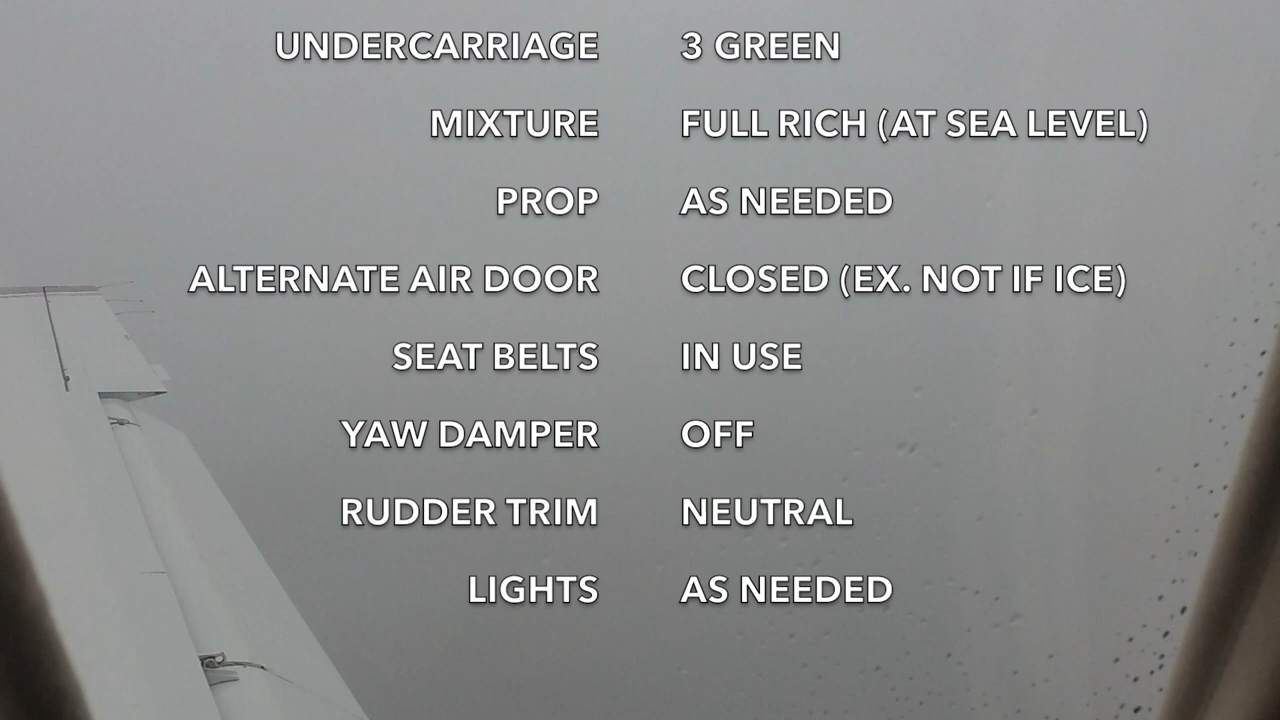 UNDERCARRIAGE 3 GREEN
MIXTURE FULL RICH (AT SEA LEVEL)
PROP AS NEEDED
ALTERNATE AIR DOOR CLOSED (EX. NOT IF ICE)
SEAT BELTS IN USE
YAW DAMPER OFF
RUDDER TRIM NEUTRAL
LIGHTS AS NEEDED